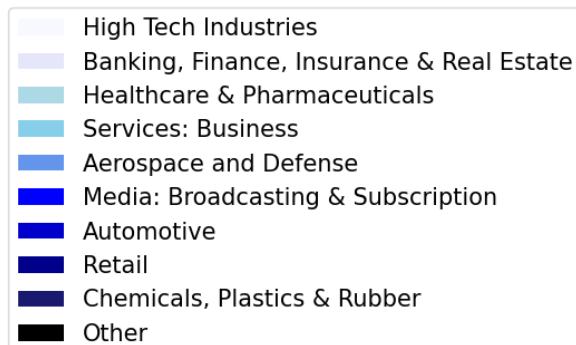 High Tech Industries
Banking, Finance, Insurance & Real Estate
Healthcare & Pharmaceuticals
Services: Business
Aerospace and Defense
Media: Broadcasting & Subscription
Automotive
Retail
Chemicals, Plastics & Rubber
Other